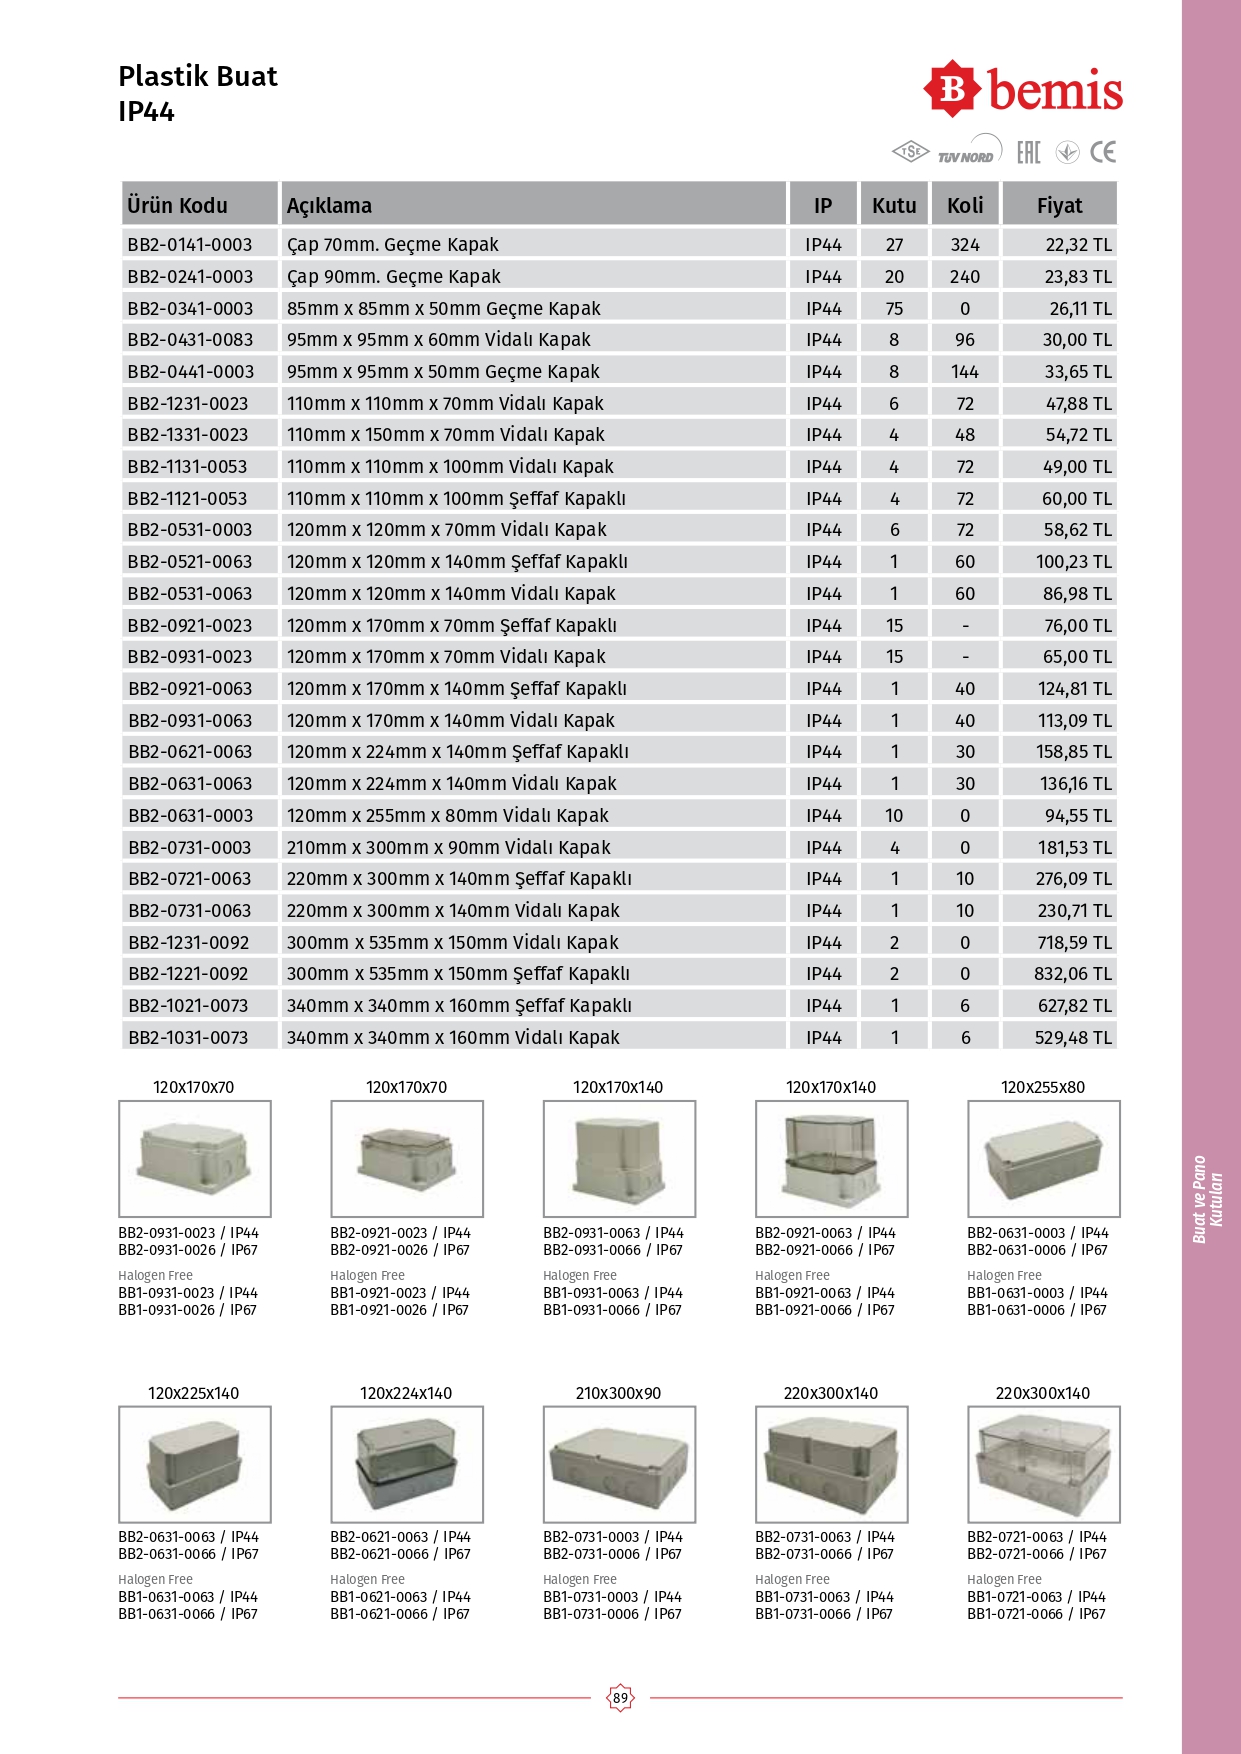 Plastik Buat
IP44
B bemis
TSE TÜV NORD EAC CE
Ürün Kodu Açıklama IP Kutu Koli Fiyat
BB2-0141-0003 Çap 70mm. Geçme Kapak IP44 27 324 22,32 TL
BB2-0241-0003 Çap 90mm. Geçme Kapak IP44 20 240 23,83 TL
BB2-0341-0003 85mm x 85mm x 50mm Geçme Kapak IP44 75 0 26,11 TL
BB2-0431-0083 95mm x 95mm x 60mm Vidalı Kapak IP44 8 96 30,00 TL
BB2-0441-0003 95mm x 95mm x 50mm Geçme Kapak IP44 8 144 33,65 TL
BB2-1231-0023 110mm x 110mm x 70mm Vidalı Kapak IP44 6 72 47,88 TL
BB2-1331-0023 110mm x 150mm x 70mm Vidalı Kapak IP44 4 48 54,72 TL
BB2-1131-0053 110mm x 110mm x 100mm Vidalı Kapak IP44 4 72 49,00 TL
BB2-1121-0053 110mm x 110mm x 100mm Şeffaf Kapaklı IP44 4 72 60,00 TL
BB2-0531-0003 120mm x 120mm x 70mm Vidalı Kapak IP44 6 72 58,62 TL
BB2-0521-0063 120mm x 120mm x 140mm Şeffaf Kapaklı IP44 1 60 100,23 TL
BB2-0531-0063 120mm x 120mm x 140mm Vidalı Kapak IP44 1 60 86,98 TL
BB2-0921-0023 120mm x 170mm x 70mm Şeffaf Kapaklı IP44 15 - 76,00 TL
BB2-0931-0023 120mm x 170mm x 70mm Vidalı Kapak IP44 15 - 65,00 TL
BB2-0921-0063 120mm x 170mm x 140mm Şeffaf Kapaklı IP44 1 40 124,81 TL
BB2-0931-0063 120mm x 170mm x 140mm Vidalı Kapak IP44 1 40 113,09 TL
BB2-0621-0063 120mm x 224mm x 140mm Şeffaf Kapaklı IP44 1 30 158,85 TL
BB2-0631-0063 120mm x 224mm x 140mm Vidalı Kapak IP44 1 30 136,16 TL
BB2-0631-0003 120mm x 255mm x 80mm Vidalı Kapak IP44 10 0 94,55 TL
BB2-0731-0003 210mm x 300mm x 90mm Vidalı Kapak IP44 4 0 181,53 TL
BB2-0721-0063 220mm x 300mm x 140mm Şeffaf Kapaklı IP44 1 10 276,09 TL
BB2-0731-0063 220mm x 300mm x 140mm Vidalı Kapak IP44 1 10 230,71 TL
BB2-1231-0092 300mm x 535mm x 150mm Vidalı Kapak IP44 2 0 718,59 TL
BB2-1221-0092 300mm x 535mm x 150mm Şeffaf Kapaklı IP44 2 0 832,06 TL
BB2-1021-0073 340mm x 340mm x 160mm Şeffaf Kapaklı IP44 1 6 627,82 TL
BB2-1031-0073 340mm x 340mm x 160mm Vidalı Kapak IP44 1 6 529,48 TL
120x170x70 120x170x70 120x170x140 120x170x140 120x255x80
BB2-0931-0023 / IP44 BB2-0921-0023 / IP44 BB2-0931-0063 / IP44 BB2-0921-0063 / IP44 BB2-0631-0003 / IP44
BB2-0931-0026 / IP67 BB2-0921-0026 / IP67 BB2-0931-0066 / IP67 BB2-0921-0066 / IP67 BB2-0631-0006 / IP67
Halogen Free Halogen Free Halogen Free Halogen Free Halogen Free
BB1-0931-0023 / IP44 BB1-0921-0023 / IP44 BB1-0931-0063 / IP44 BB1-0921-0063 / IP44 BB1-0631-0003 / IP44
BB1-0931-0026 / IP67 BB1-0921-0026 / IP67 BB1-0931-0066 / IP67 BB1-0921-0066 / IP67 BB1-0631-0006 / IP67
120x225x140 120x224x140 210x300x90 220x300x140 220x300x140
BB2-0631-0063 / IP44 BB2-0621-0063 / IP44 BB2-0731-0003 / IP44 BB2-0731-0063 / IP44 BB2-0721-0063 / IP44
BB2-0631-0066 / IP67 BB2-0621-0066 / IP67 BB2-0731-0006 / IP67 BB2-0731-0066 / IP67 BB2-0721-0066 / IP67
Halogen Free Halogen Free Halogen Free Halogen Free Halogen Free
BB1-0631-0063 / IP44 BB1-0621-0063 / IP44 BB1-0731-0003 / IP44 BB1-0731-0063 / IP44 BB1-0721-0063 / IP44
BB1-0631-0066 / IP67 BB1-0621-0066 / IP67 BB1-0731-0006 / IP67 BB1-0731-0066 / IP67 BB1-0721-0066 / IP67
Buat ve Pano
Kutuları
89